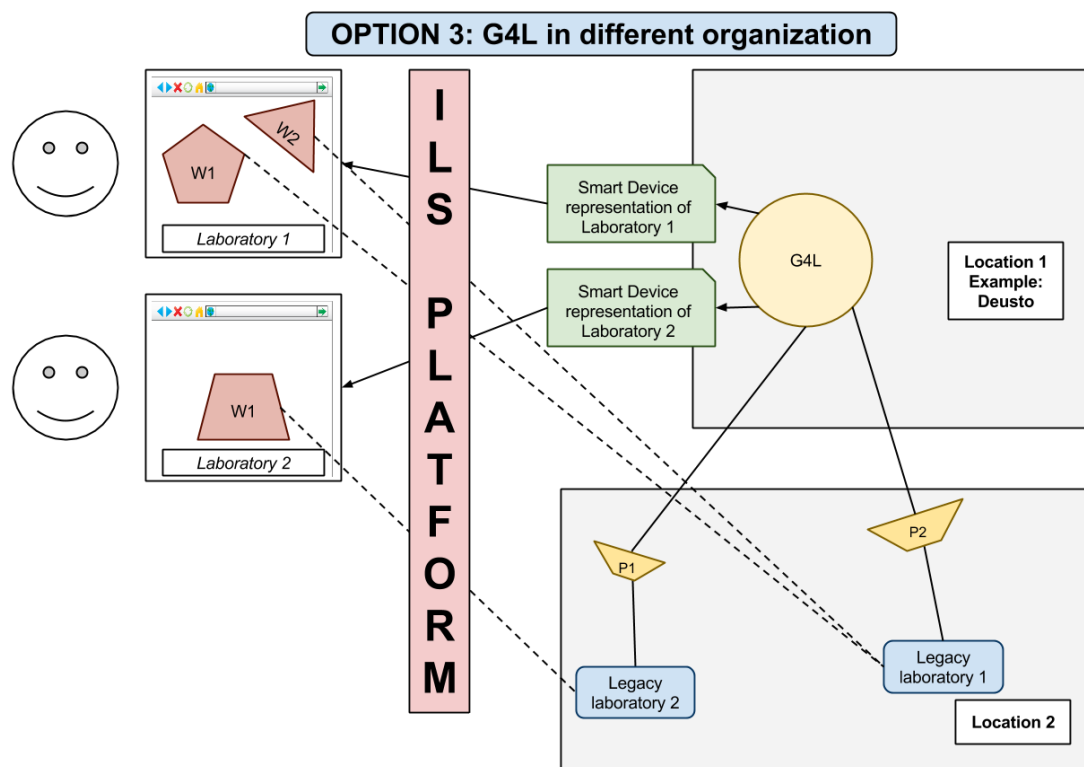 OPTION 3: G4L in different organization
W1
W2
Laboratory 1
W1
Laboratory 2
I
L
S
P
L
A
T
F
O
R
M
Smart Device
representation of
Laboratory 1
Smart Device
representation of
Laboratory 2
G4L
Location 1
Example:
Deusto
P1
P2
Legacy
laboratory 2
Legacy
laboratory 1
Location 2